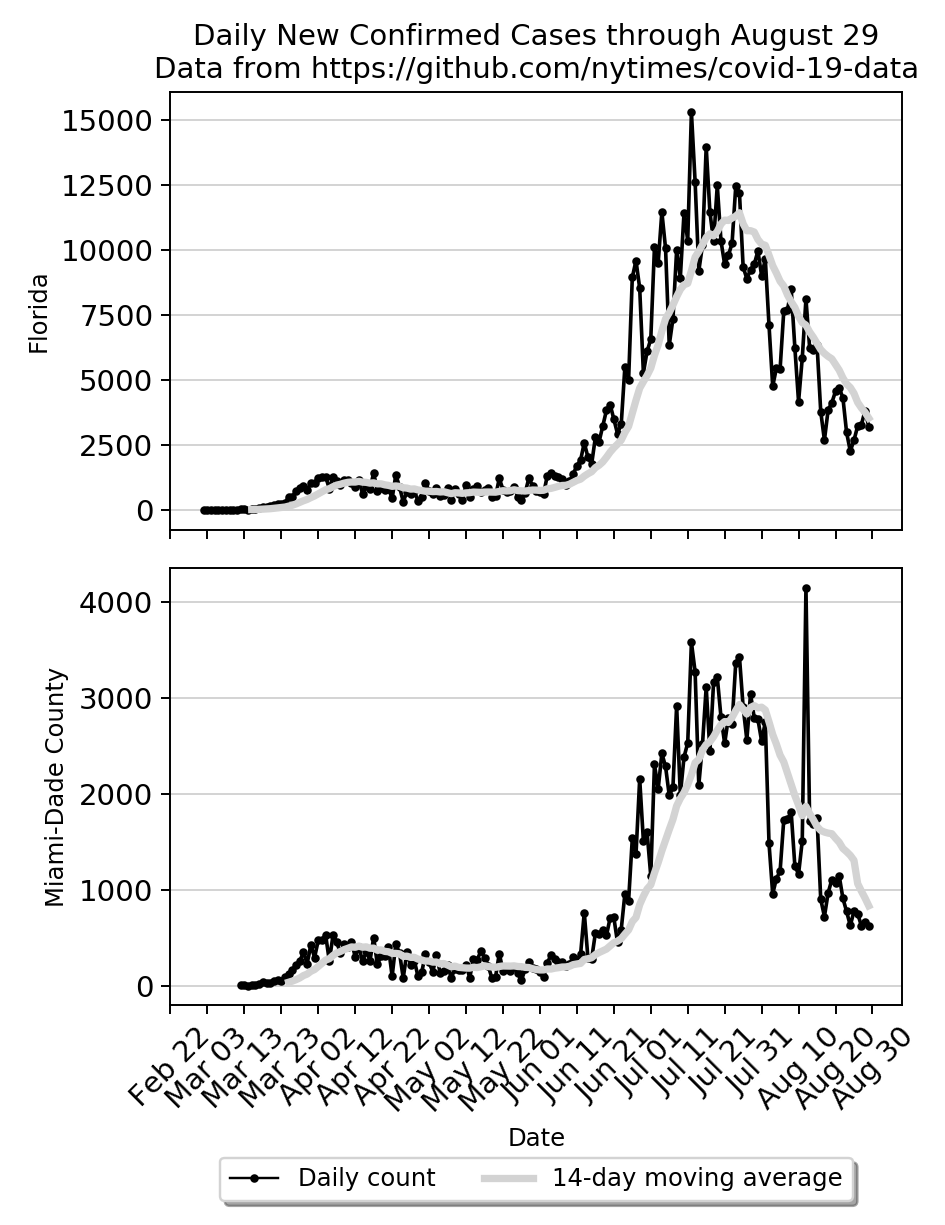 Daily New Confirmed Cases through August 29
Data from https://github.com/nytimes/covid-19-data
15000
12500
10000
7500
5000
2500
0
Florida
4000
3000
2000
1000
0
Miami-Dade County
Feb 22
Mar 03
Mar 13
Mar 23
Apr 02
Apr 12
Apr 22
May 02
May 12
May 22
Jun 01
Jun 11
Jun 21
Jul 01
Jul 11
Jul 21
Jul 31
Aug 10
Aug 20
Aug 30
Date
Daily count
14-day moving average